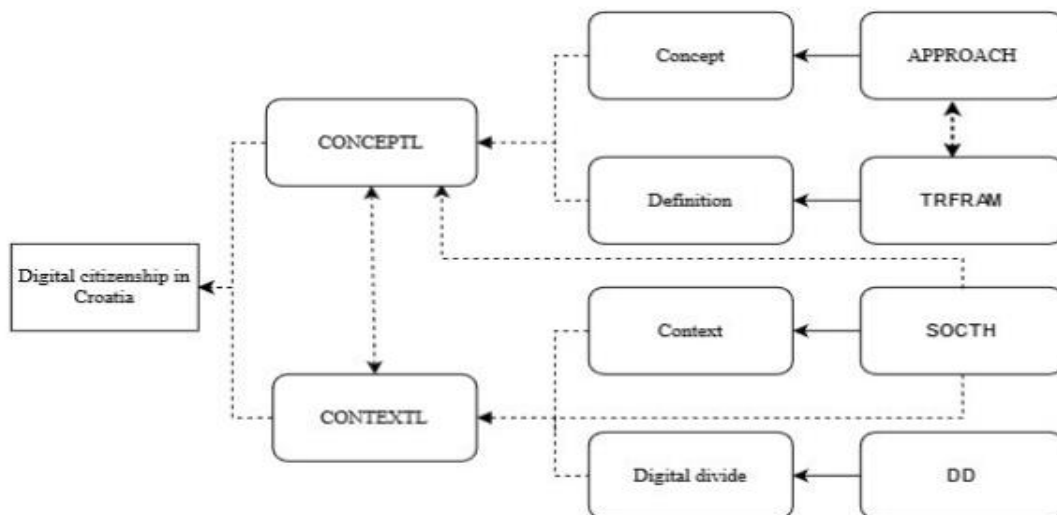 Concept
APPROACH
CONCEPTL
Definition
TRFRAM
Digital citizenship in
Croatia
Context
SOCTH
CONTEXTL
Digital divide
DD